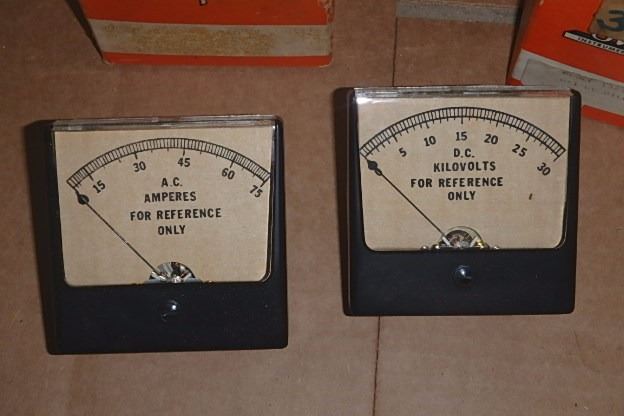 15 30 45 60 75
A.C.
AMPERES
FOR REFERENCE
ONLY
5 10 15 20 25 30
D.C.
KILOVOLTS
FOR REFERENCE
ONLY